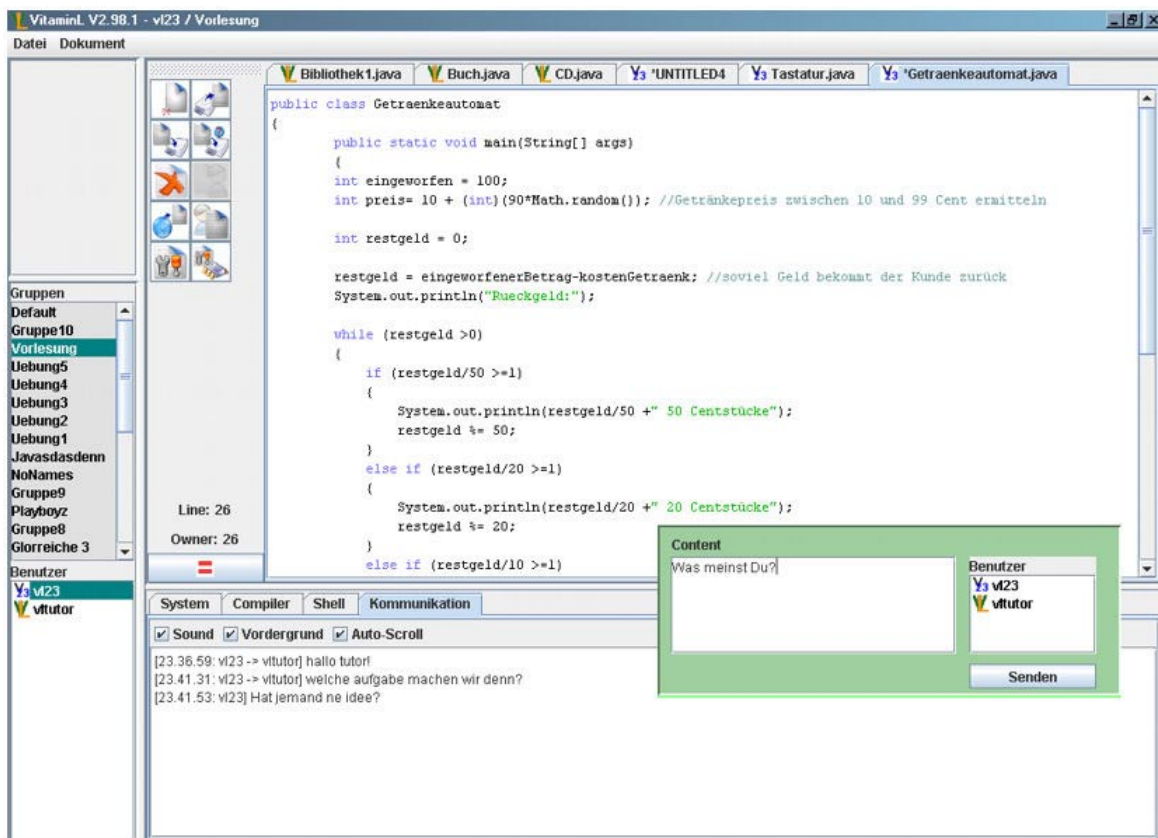 VitaminL V2.98.1 - vl23 / Vorlesung
Datei Dokument
Bibliothek1.java Buch.java CD.java *UNTITLED4 Tastatur.java *Getraenkeautomat.java
public class Getraenkeautomat
{
public static void main(String[] args)
{
int eingeworfen = 100;
int preis= 10 + (int)(90*Math.random()); //Getränkepreis zwischen 10 und 99 Cent ermitteln
int restgeld = 0;
restgeld = eingeworfenerBetrag-kostenGetraenk; //soviel Geld bekommt der Kunde zurück
System.out.println("Rueckgeld:");
while (restgeld >0)
{
if (restgeld/50 >=1)
{
System.out.println(restgeld/50 +" 50 Centstücke");
restgeld %= 50;
}
else if (restgeld/20 >=1)
{
System.out.println(restgeld/20 +" 20 Centstücke");
restgeld %= 20;
}
else if (restgeld/10 >=1)
Line: 26
Owner: 26
Gruppen
Default
Gruppe10
Vorlesung
Uebung5
Uebung4
Uebung3
Uebung2
Uebung1
Javasdasdenn
NoNames
Gruppe9
Playboyz
Gruppe8
Glorreiche 3
Benutzer
vl23
vltutor
System Compiler Shell Kommunikation
Sound Vordergrund Auto-Scroll
[23.36.59: vl23 -> vltutor] hallo tutor!
[23.41.31: vl23 -> vltutor] welche aufgabe machen wir denn?
[23.41.53: vl23] Hat jemand ne idee?
Content
Was meinst Du?
Benutzer
vl23
vltutor
Senden